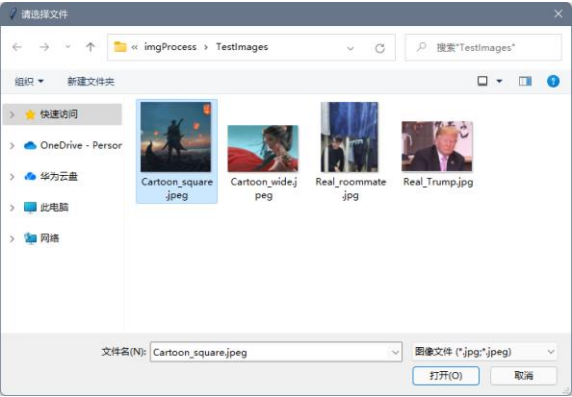 请选择文件
« imgProcess › TestImages
搜索"TestImages"
组织
新建文件夹
快速访问
OneDrive - Person
华为云盘
此电脑
网络
Cartoon_square
.jpeg
Cartoon_wide.j
peg
Real_roommate
.jpg
Real_Trump.jpg
文件名(N):
Cartoon_square.jpeg
图像文件 (*.jpg;*.jpeg)
打开(O)
取消